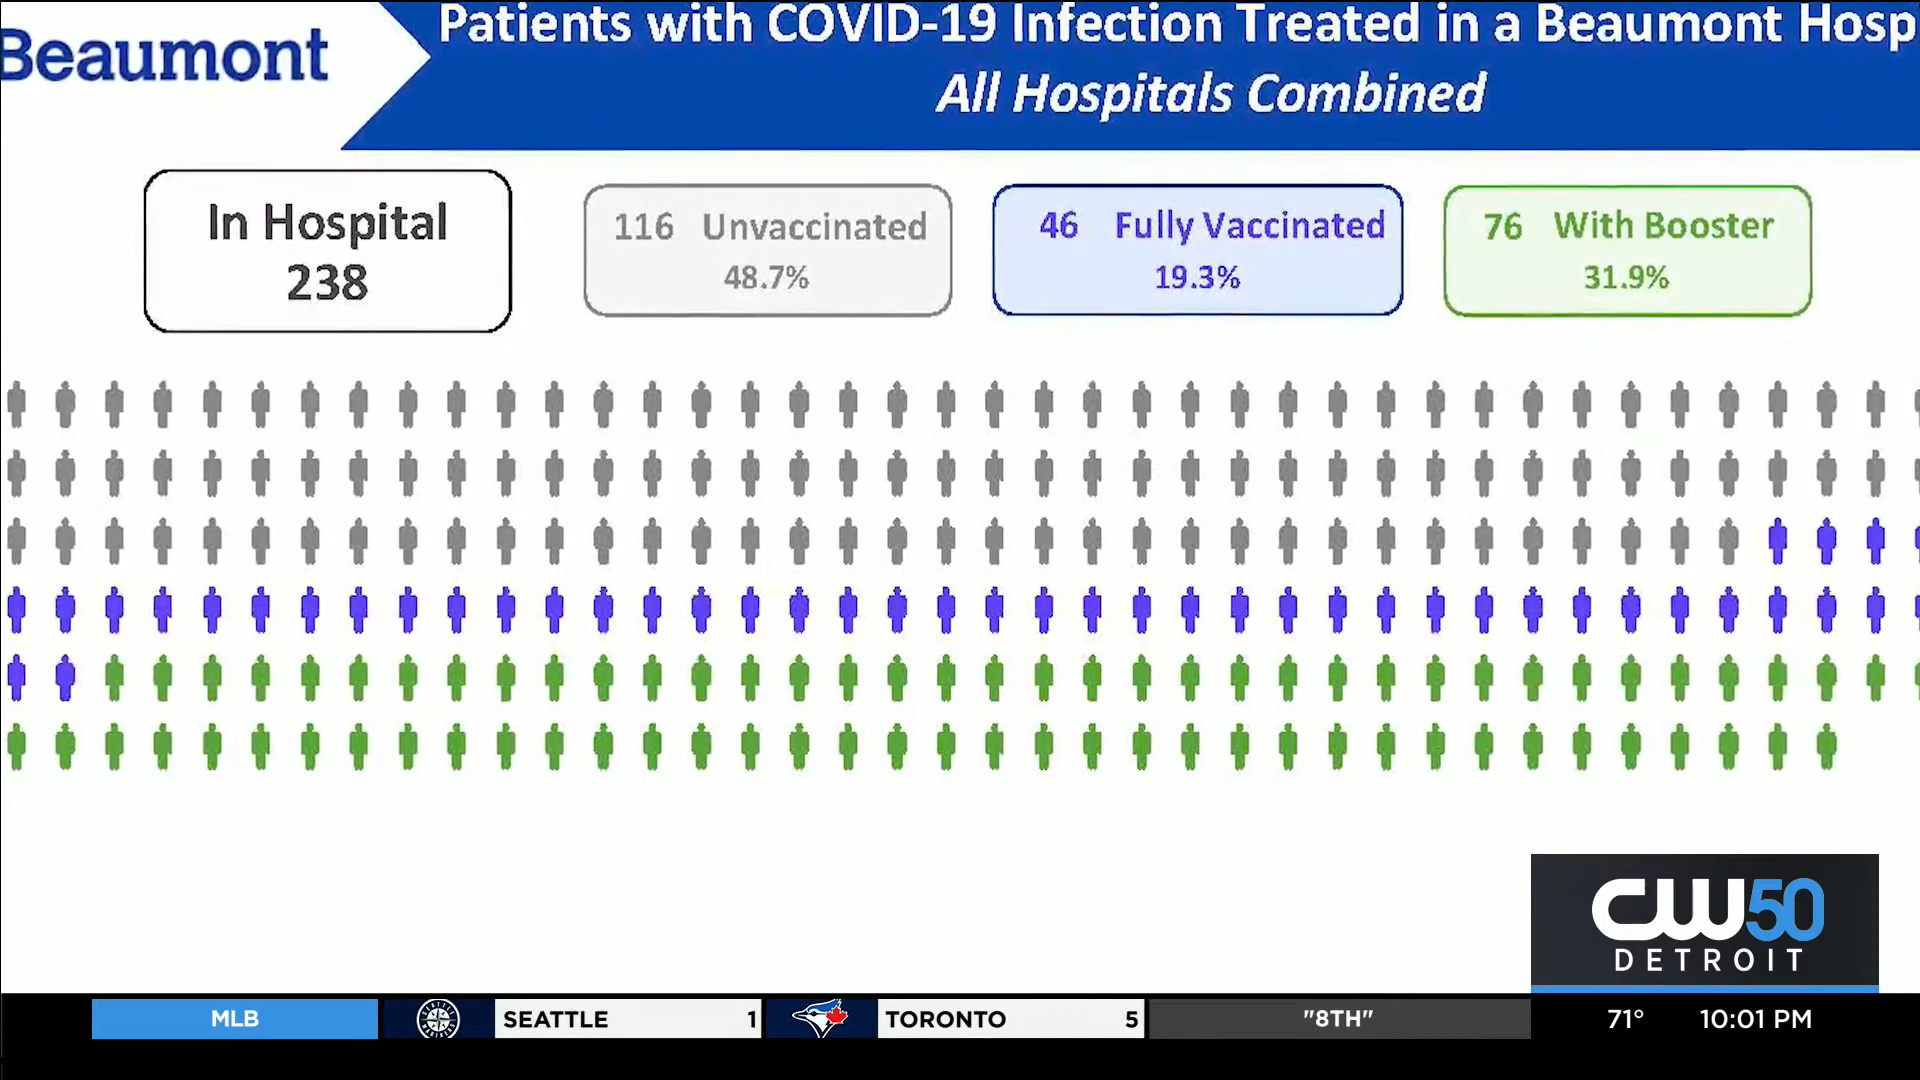 Beaumont
Patients with COVID-19 Infection Treated in a Beaumont Hosp
All Hospitals Combined
In Hospital
238
116 Unvaccinated
48.7%
46 Fully Vaccinated
19.3%
76 With Booster
31.9%
CW50
DETROIT
MLB SEATTLE 1 TORONTO 5 "8TH" 71° 10:01 PM